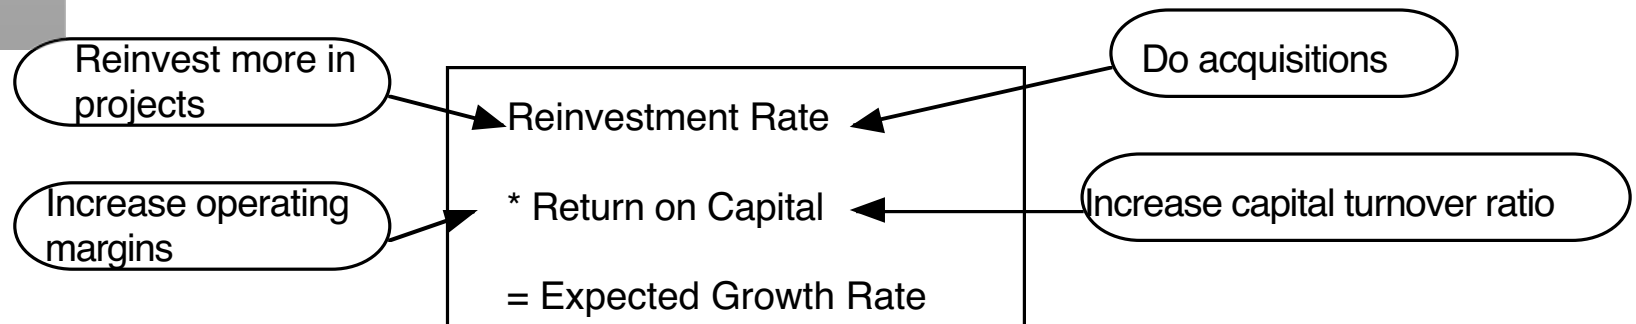 Reinvest more in
projects
Do acquisitions
Reinvestment Rate
Increase operating
margins
* Return on Capital
Increase capital turnover ratio
= Expected Growth Rate